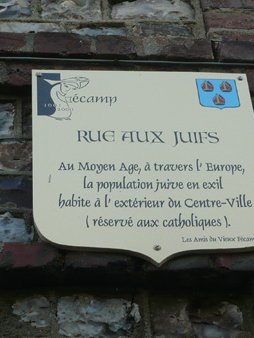 Fécamp
RUE AUX JUIFS
Au Moyen Age, à travers l'Europe,
la population juive en exil
habite à l'extérieur du Centre-Ville
( réservé aux catholiques ).
Les Amis du Vieux Fécamp